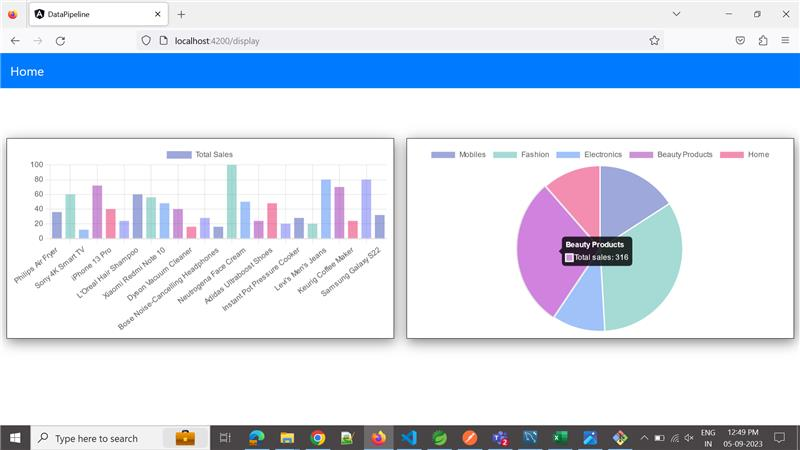 DataPipeline
localhost:4200/display
Home
Total Sales
100
80
60
40
20
0
Philips Air Fryer
Sony 4K Smart TV
iPhone 13 Pro
L'Oreal Hair Shampoo
Xiaomi Redmi Note 10
Dyson Vacuum Cleaner
Bose Noise-Cancelling Headphones
Neutrogena Face Cream
Adidas Ultraboost Shoes
Instant Pot Pressure Cooker
Levi's Men's Jeans
Keurig Coffee Maker
Samsung Galaxy S22
Mobiles Fashion Electronics Beauty Products Home
Beauty Products
Total sales: 316
Type here to search
2
ENG
IN
12:49 PM
05-09-2023